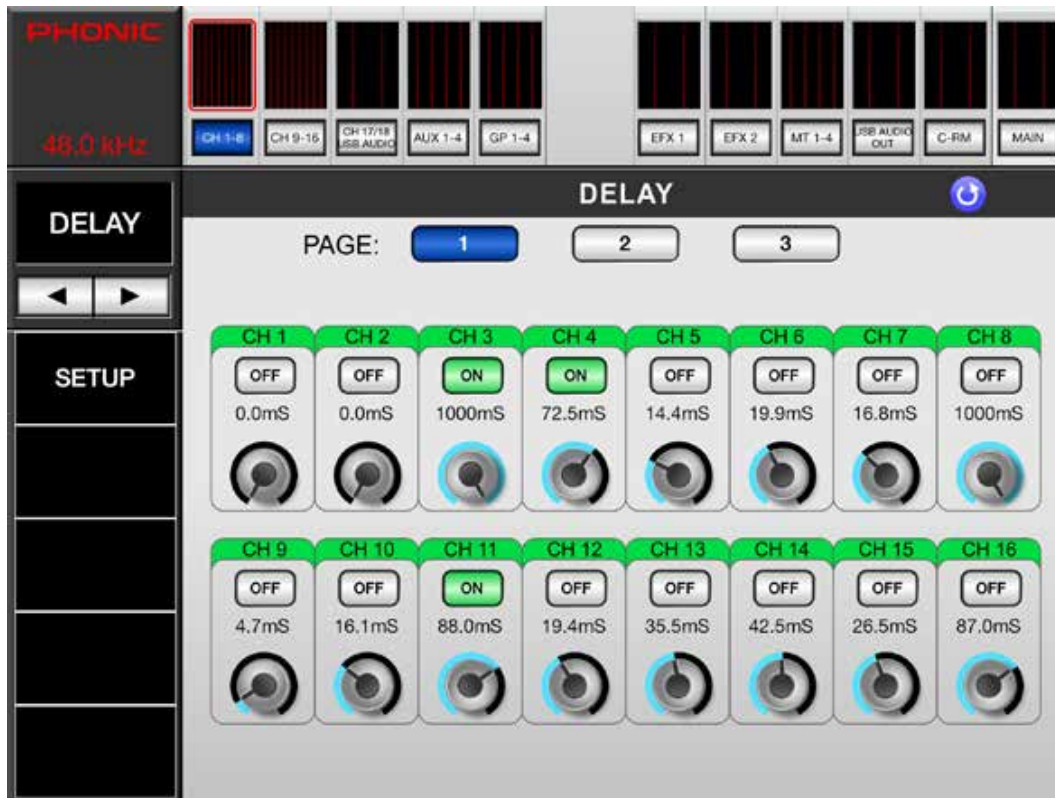 PHONIC
48.0 kHz
CH 1-8
CH 9-16
CH 17/18
USB AUDIO
AUX 1-4
GP 1-4
EFX 1
EFX 2
MT 1-4
USB AUDIO
OUT
C-RM
MAIN
DELAY
SETUP
DELAY
PAGE: 1 2 3
CH 1 CH 2 CH 3 CH 4 CH 5 CH 6 CH 7 CH 8
OFF OFF ON ON OFF OFF OFF OFF
0.0mS 0.0mS 1000mS 72.5mS 14.4mS 19.9mS 16.8mS 1000mS
CH 9 CH 10 CH 11 CH 12 CH 13 CH 14 CH 15 CH 16
OFF OFF ON OFF OFF OFF OFF OFF
4.7mS 16.1mS 88.0mS 19.4mS 35.5mS 42.5mS 26.5mS 87.0mS